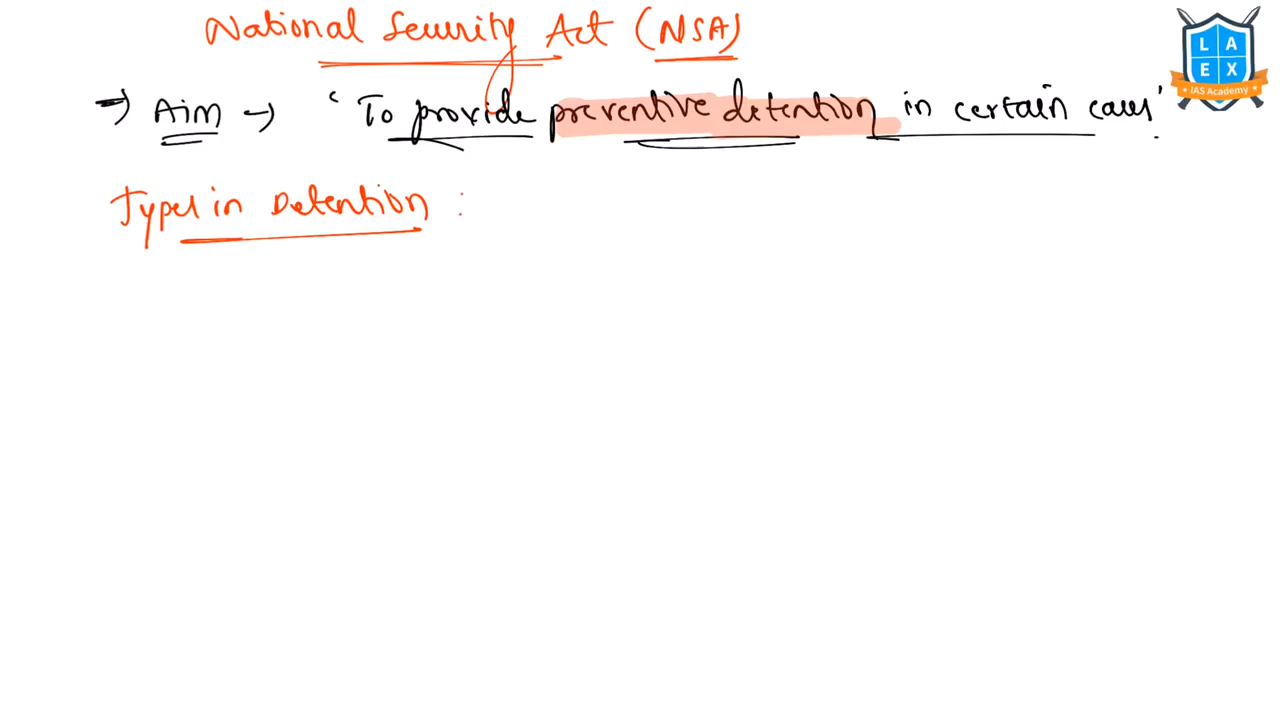 National Security Act (NSA)
→ Aim → ‘ To provide preventive detention in certain cases’
Types in Detention :
L A
E X
IAS Academy